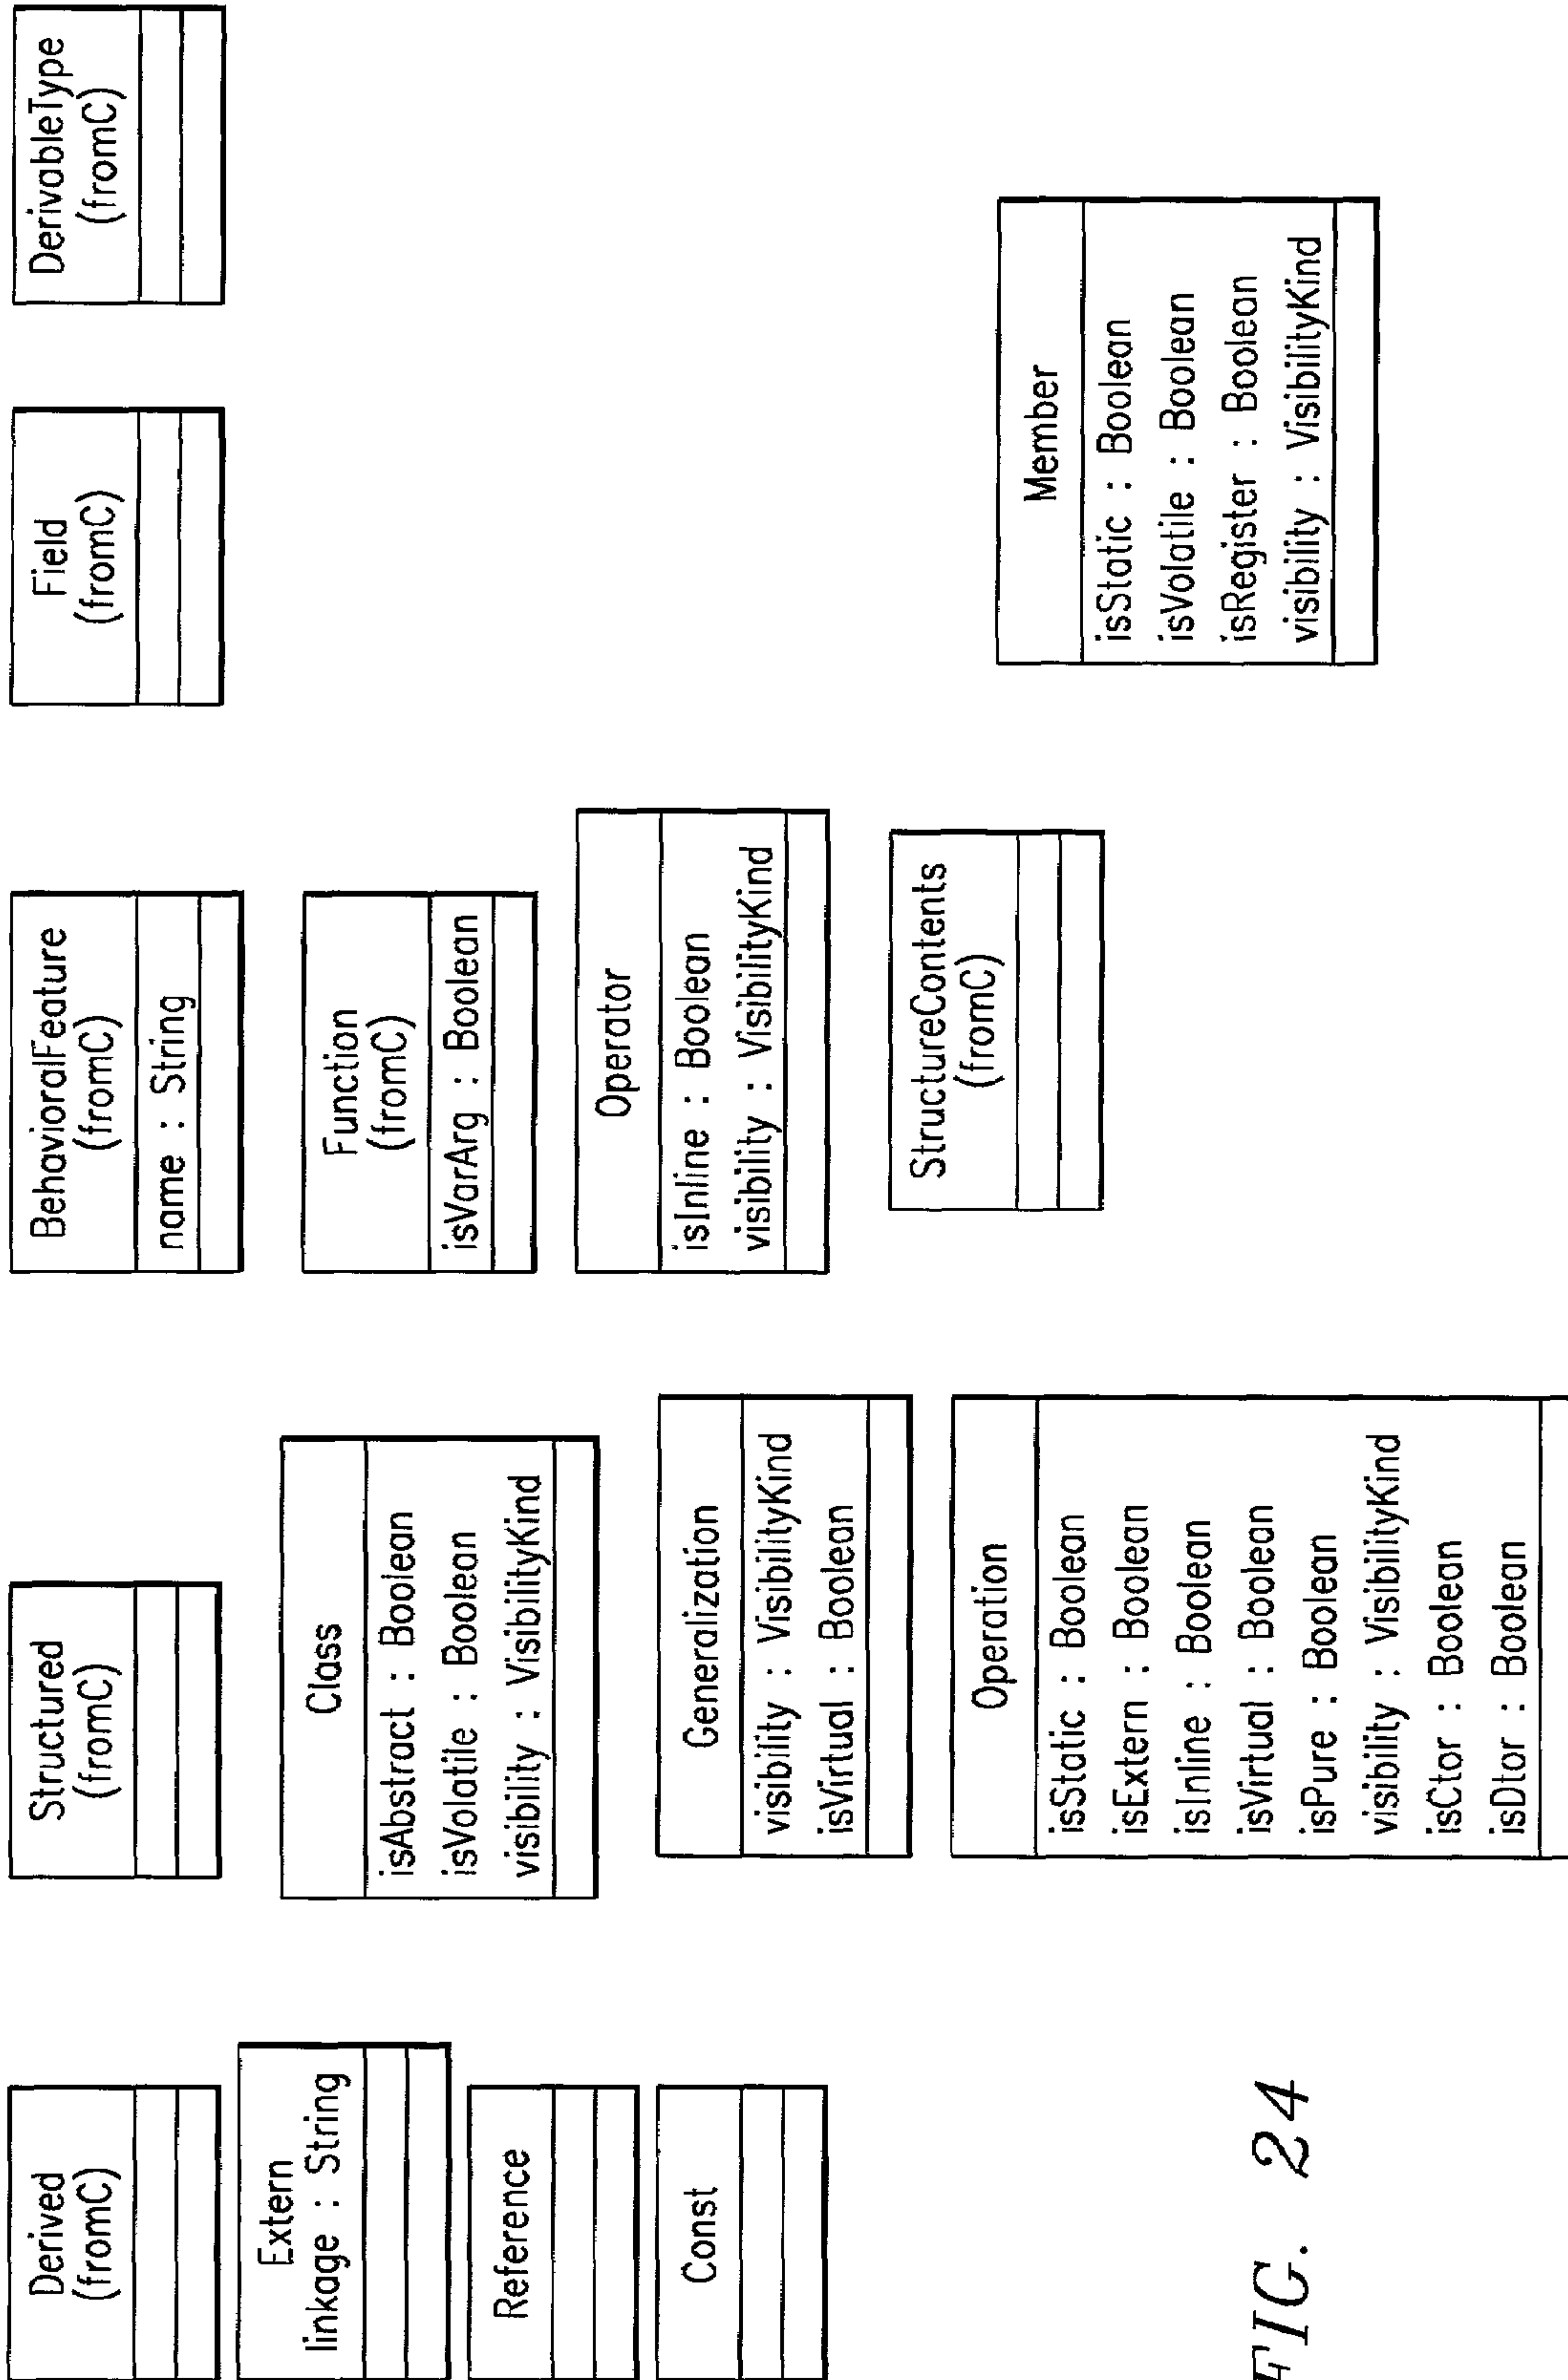 Derived
(fromC)
Extern
linkage : String
Reference
Const
Structured
(fromC)
Class
isAbstract : Boolean
isVolatile : Boolean
visibility : VisibilityKind
Generalization
visibility : VisibilityKind
isVirtual : Boolean
Operation
isStatic : Boolean
isExtern : Boolean
isInline : Boolean
isVirtual : Boolean
isPure : Boolean
visibility : VisibilityKind
isCtor : Boolean
isDtor : Boolean
BehavioralFeature
(fromC)
name : String
Function
(fromC)
isVarArg : Boolean
Operator
isInline : Boolean
visibility : VisibilityKind
StructureContents
(fromC)
Field
(fromC)
DerivableType
(fromC)
Member
isStatic : Boolean
isVolatile : Boolean
isRegister : Boolean
visibility : VisibilityKind
FIG. 24